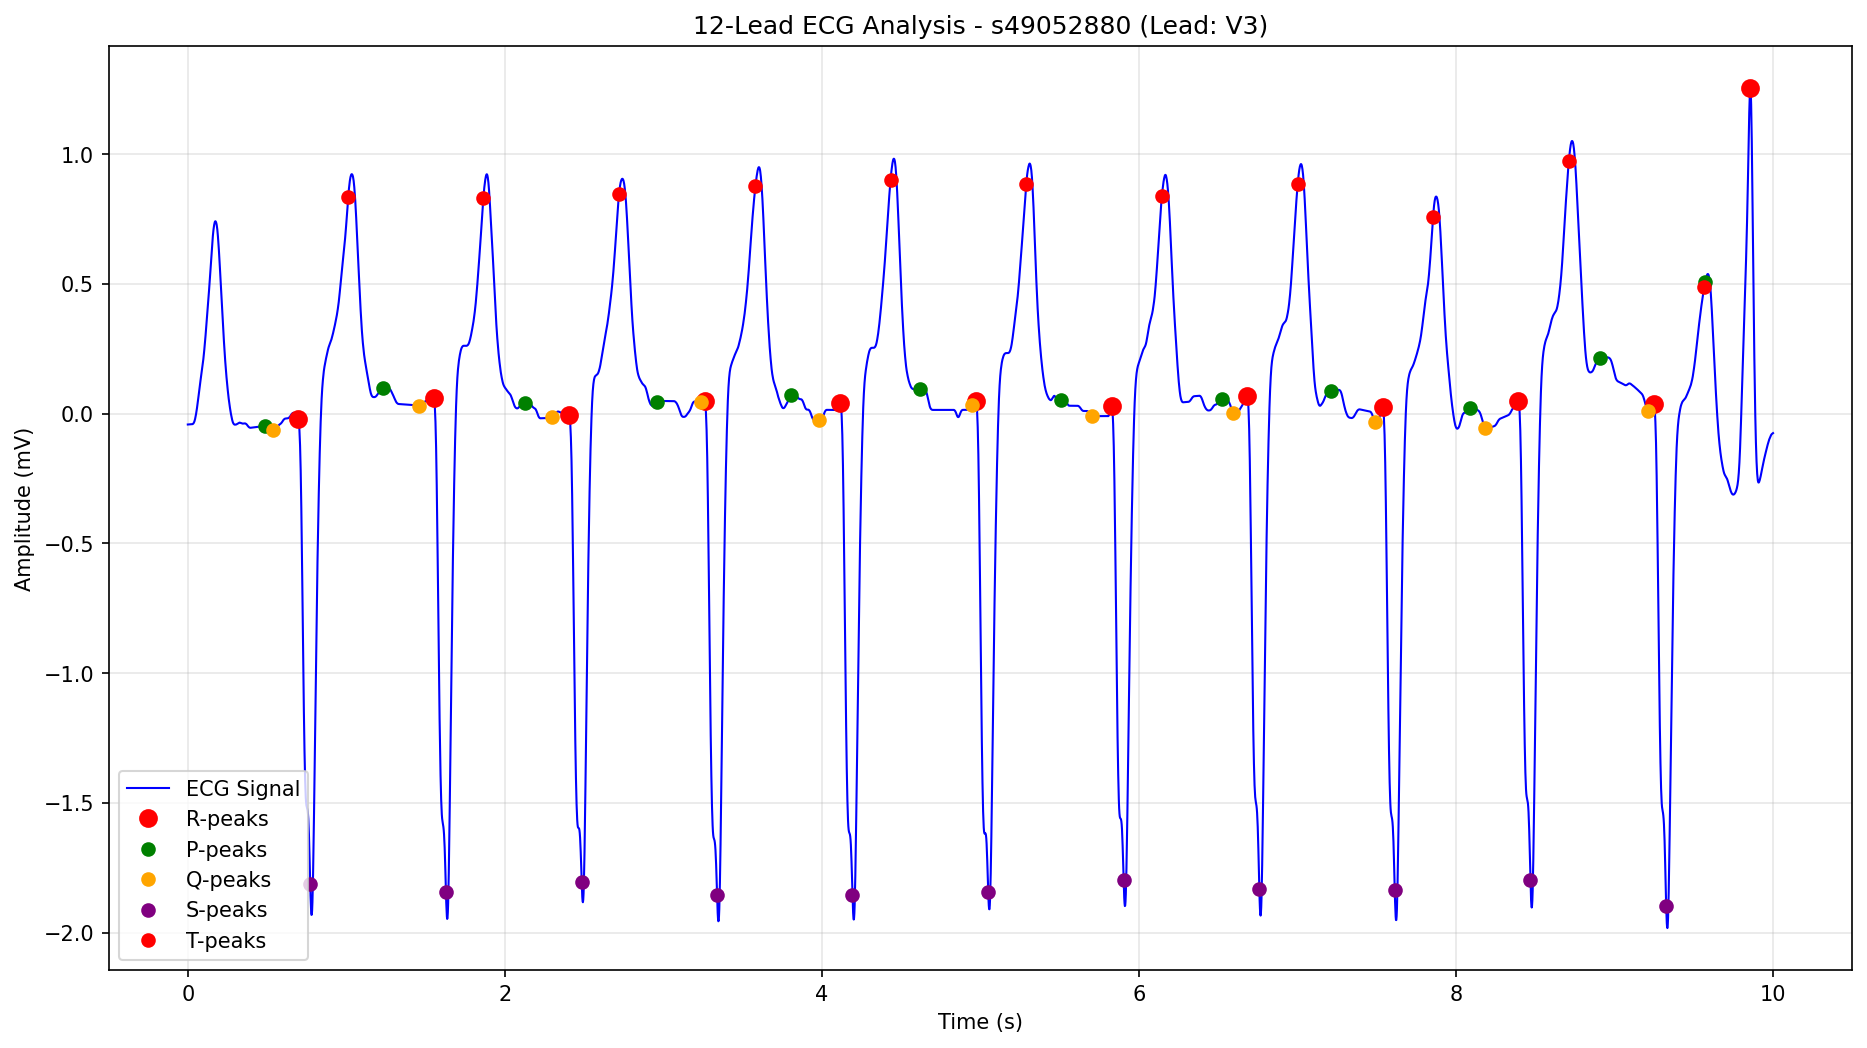 12-Lead ECG Analysis - s49052880 (Lead: V3)
Amplitude (mV)
1.0
0.5
0.0
−0.5
−1.0
−1.5
−2.0
ECG Signal
R-peaks
P-peaks
Q-peaks
S-peaks
T-peaks
0 2 4 6 8 10
Time (s)